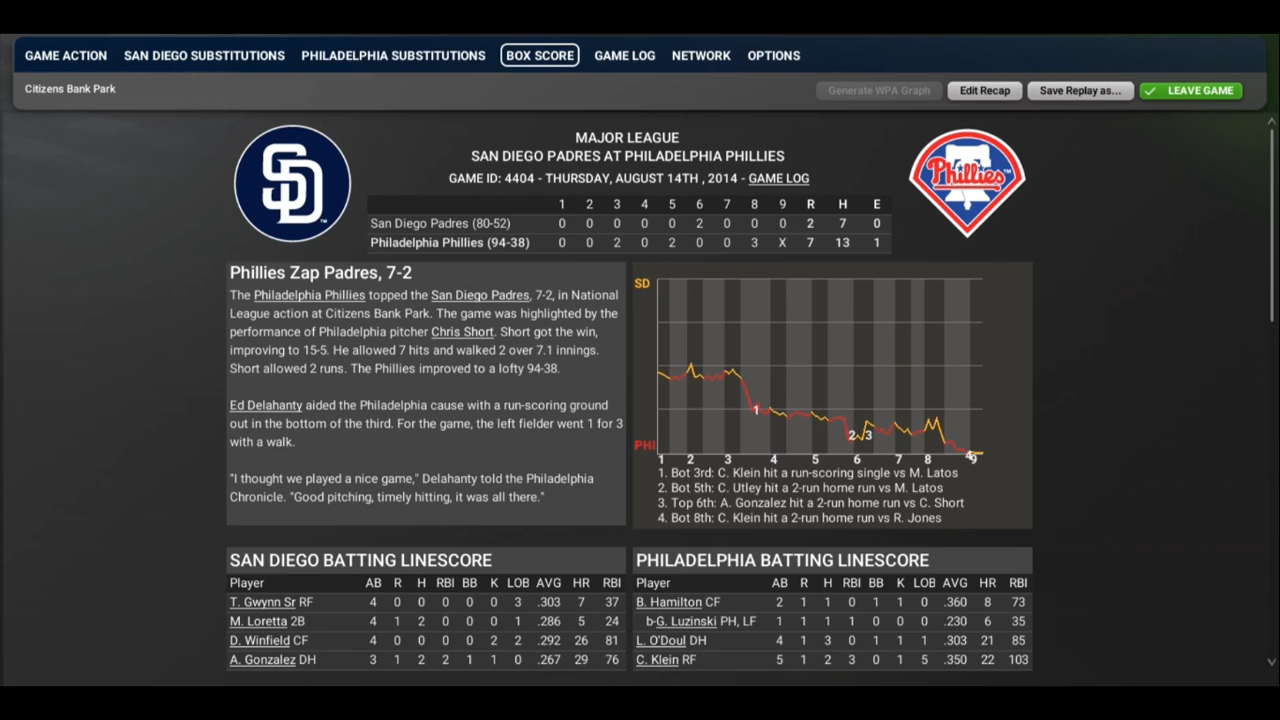 GAME ACTION SAN DIEGO SUBSTITUTIONS PHILADELPHIA SUBSTITUTIONS BOX SCORE GAME LOG NETWORK OPTIONS
Citizens Bank Park Generate WPA Graph Edit Recap Save Replay as... LEAVE GAME
SD
MAJOR LEAGUE
SAN DIEGO PADRES AT PHILADELPHIA PHILLIES
GAME ID: 4404 - THURSDAY, AUGUST 14TH , 2014 - GAME LOG
Phillies
1 2 3 4 5 6 7 8 9 R H E
San Diego Padres (80-52) 0 0 0 0 0 2 0 0 0 2 7 0
Philadelphia Phillies (94-38) 0 0 2 0 2 0 0 3 X 7 13 1
Phillies Zap Padres, 7-2
The Philadelphia Phillies topped the San Diego Padres, 7-2, in National
League action at Citizens Bank Park. The game was highlighted by the
performance of Philadelphia pitcher Chris Short. Short got the win,
improving to 15-5. He allowed 7 hits and walked 2 over 7.1 innings.
Short allowed 2 runs. The Phillies improved to a lofty 94-38.
Ed Delahanty aided the Philadelphia cause with a run-scoring ground
out in the bottom of the third. For the game, the left fielder went 1 for 3
with a walk.
"I thought we played a nice game," Delahanty told the Philadelphia
Chronicle. "Good pitching, timely hitting, it was all there."
SD
1
2 3
PHI
4
1 2 3 4 5 6 7 8 9
1. Bot 3rd: C. Klein hit a run-scoring single vs M. Latos
2. Bot 5th: C. Utley hit a 2-run home run vs M. Latos
3. Top 6th: A. Gonzalez hit a 2-run home run vs C. Short
4. Bot 8th: C. Klein hit a 2-run home run vs R. Jones
SAN DIEGO BATTING LINESCORE
Player AB R H RBI BB K LOB AVG HR RBI
T. Gwynn Sr RF 4 0 0 0 0 0 3 .303 7 37
M. Loretta 2B 4 1 2 0 0 0 1 .286 5 24
D. Winfield CF 4 0 0 0 0 2 2 .292 26 81
A. Gonzalez DH 3 1 2 2 1 1 0 .267 29 76
PHILADELPHIA BATTING LINESCORE
Player AB R H RBI BB K LOB AVG HR RBI
B. Hamilton CF 2 1 1 0 1 1 0 .360 8 73
b-G. Luzinski PH, LF 1 1 1 1 0 0 0 .230 6 35
L. O'Doul DH 4 1 3 0 1 1 1 .303 21 85
C. Klein RF 5 1 2 3 0 1 5 .350 22 103